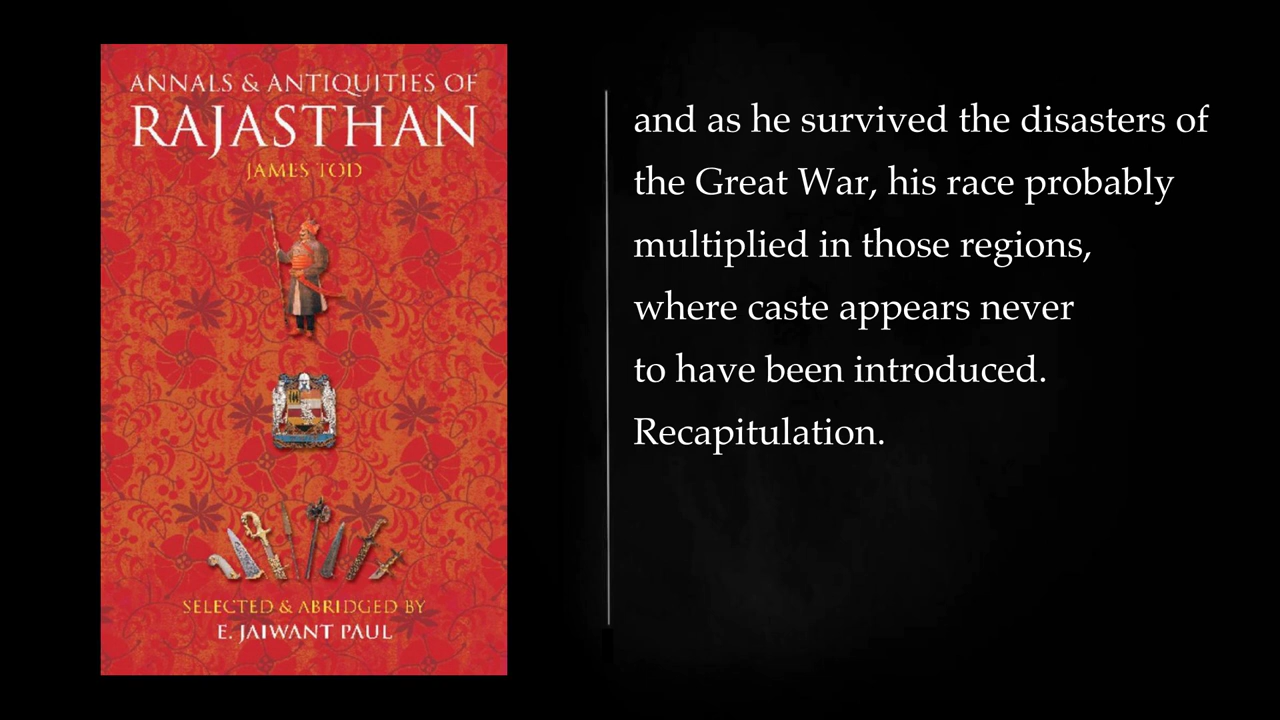 ANNALS & ANTIQUITIES OF
RAJASTHAN
JAMES TOD
SELECTED & ABRIDGED BY
E. JAIWANT PAUL
and as he survived the disasters of
the Great War, his race probably
multiplied in those regions,
where caste appears never
to have been introduced.
Recapitulation.